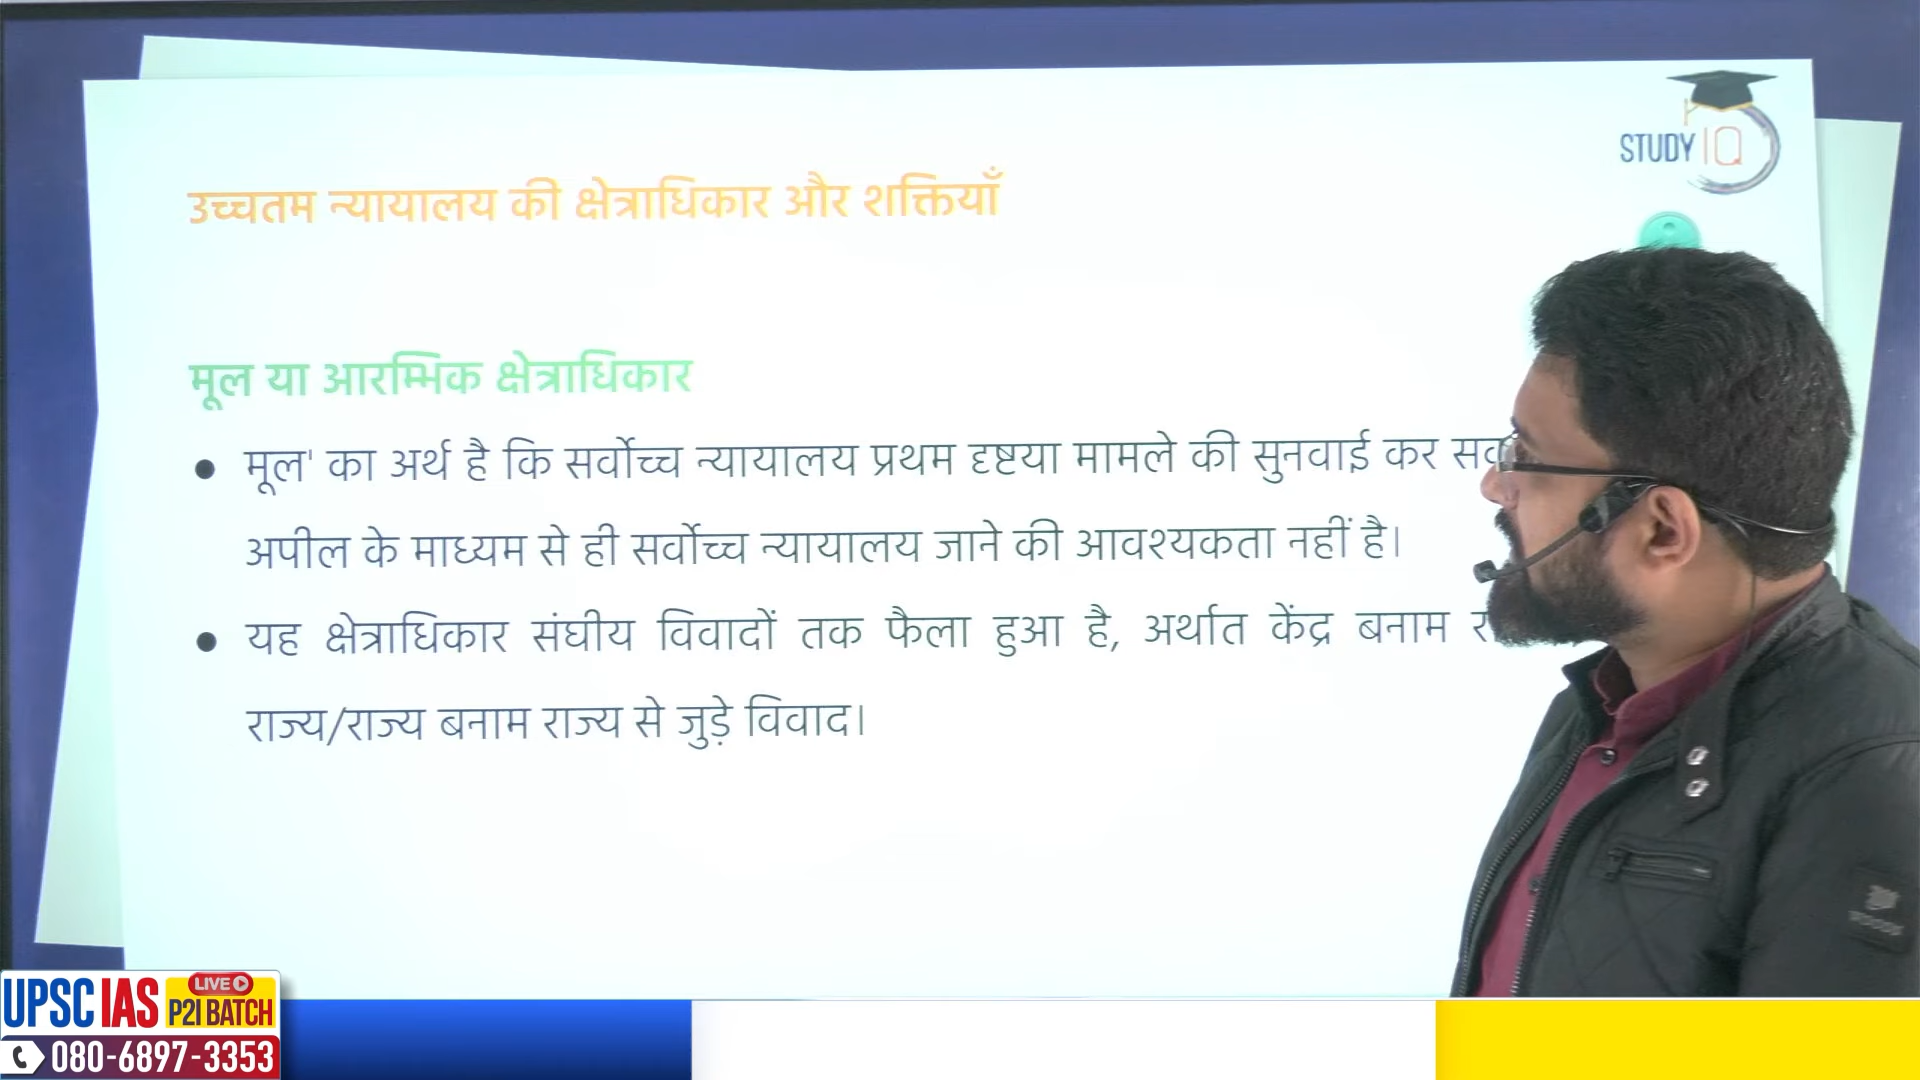 STUDY IQ
उच्चतम न्यायालय की क्षेत्राधिकार और शक्तियाँ
मूल या आरम्भिक क्षेत्राधिकार
● मूल' का अर्थ है कि सर्वोच्च न्यायालय प्रथम दृष्टया मामले की सुनवाई कर
अपील के माध्यम से ही सर्वोच्च न्यायालय जाने की आवश्यकता नहीं है।
● यह क्षेत्राधिकार संघीय विवादों तक फैला हुआ है, अर्थात केंद्र बनाम
राज्य/राज्य बनाम राज्य से जुड़े विवाद।
UPSC IAS LIVE P2I BATCH
080-6897-3353